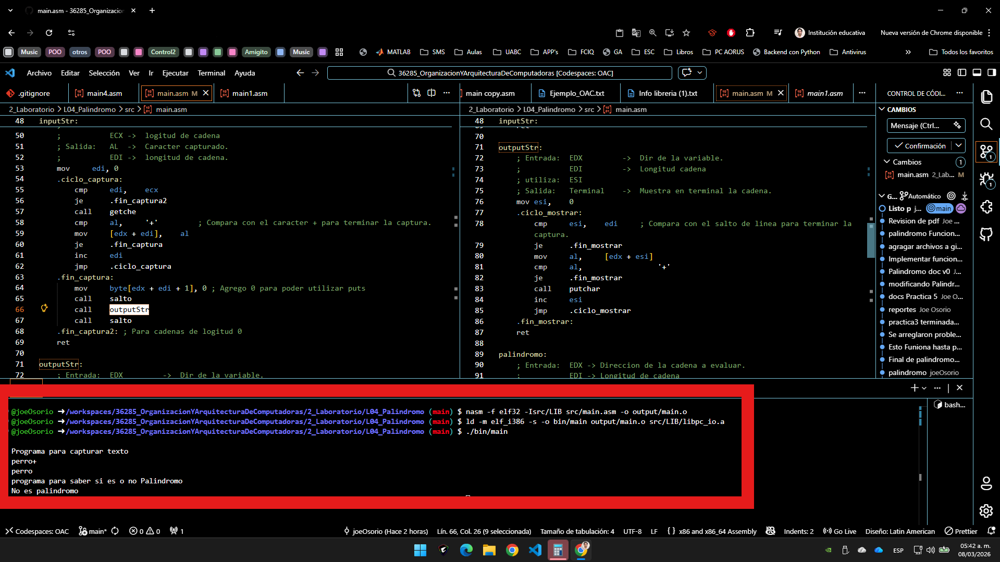 main.asm - 36285_Organizacion
Institución educativa
Nueva versión de Chrome disponible
Music POO otros POO Control2 Amigito Music MATLAB SMS Aulas UABC APP's FCIQ GA ESC Libros PC AORUS Backend con Python Antivirus » Todos los favoritos
Archivo Editar Selección Ver Ir Ejecutar Terminal Ayuda
36285_OrganizacionYArquitecturaDeComputadoras [Codespaces: OAC]
.gitignore main4.asm main.asm M main1.asm
2_Laboratorio > L04_Palindromo > src > main.asm
48 inputStr:
50 ; ECX -> logitud de cadena
51 ; Salida: AL -> Caracter capturado.
52 ; EDI -> longitud de cadena.
53 mov edi, 0
54 .ciclo_captura:
55 cmp edi, ecx
56 je .fin_captura2
57 call getche
58 cmp al, '+' ; Compara con el caracter + para terminar la captura.
59 mov [edx + edi], al
60 je .fin_captura
61 inc edi
62 jmp .ciclo_captura
63 .fin_captura:
64 mov byte[edx + edi + 1], 0 ; Agrego 0 para poder utilizar puts
65 call salto
66 call outputStr
67 call salto
68 .fin_captura2: ; Para cadenas de logitud 0
69 ret
70
71 outputStr:
72 ; Entrada: EDX -> Dir de la variable.
main copy.asm Ejemplo_OAC.txt Info libreria (1).txt main.asm M main1.asm
2_Laboratorio > L04_Palindromo > src > main.asm
48 inputStr:
70
71 outputStr:
72 ; Entrada: EDX -> Dir de la variable.
73 ; EDI -> Longitud cadena
74 ; utiliza: ESI
75 ; Salida: Terminal -> Muestra en terminal la cadena.
76 mov esi, 0
77 .ciclo_mostrar:
78 cmp esi, edi ; Compara con el salto de linea para terminar la
captura.
79 je .fin_mostrar
80 mov al, [edx + esi]
81 cmp al, '+'
82 je .fin_mostrar
83 call putchar
84 inc esi
85 jmp .ciclo_mostrar
86 .fin_mostrar:
87 ret
88
89 palindromo:
90 ; Entrada: EDX -> Direccion de la cadena a evaluar.
91 ; EDI -> Longitud de cadena
CONTROL DE CÓDI...
CAMBIOS
Mensaje (Ctrl...
Confirmación
Cambios 1
main.asm 2_Lab... M
G... Automático
Listo p j... main
Revision de pdf Joe ...
palindromo Funcion...
agragar archivos a gi...
Implementar funcion...
Palindromo doc v0 J...
modificando Palindr...
docs Practica 5 Joe O...
reportes Joe Osorio
practica3 terminada...
Se arreglaron proble...
Esto Funiona hasta p...
Final de palindromo...
palindromo joeOsorio
1
1
bash...
@joeOsorio ➜/workspaces/36285_OrganizacionYArquitecturaDeComputadoras/2_Laboratorio/L04_Palindromo (main) $ nasm -f elf32 -Isrc/LIB src/main.asm -o output/main.o
@joeOsorio ➜/workspaces/36285_OrganizacionYArquitecturaDeComputadoras/2_Laboratorio/L04_Palindromo (main) $ ld -m elf_i386 -s -o bin/main output/main.o src/LIB/libpc_io.a
@joeOsorio ➜/workspaces/36285_OrganizacionYArquitecturaDeComputadoras/2_Laboratorio/L04_Palindromo (main) $ ./bin/main
Programa para capturar texto
perro+
perro
programa para saber si es o no Palindromo
No es palindromo
Codespaces: OAC main* 0 0 1 joeOsorio (Hace 2 horas) Lín. 66, Col. 26 (9 seleccionada) Tamaño de tabulación: 4 UTF-8 LF { } x86 and x86_64 Assembly Indents: 2 Go Live Diseño: Latin American Prettier
ESP
05:42 a. m.
08/03/2026